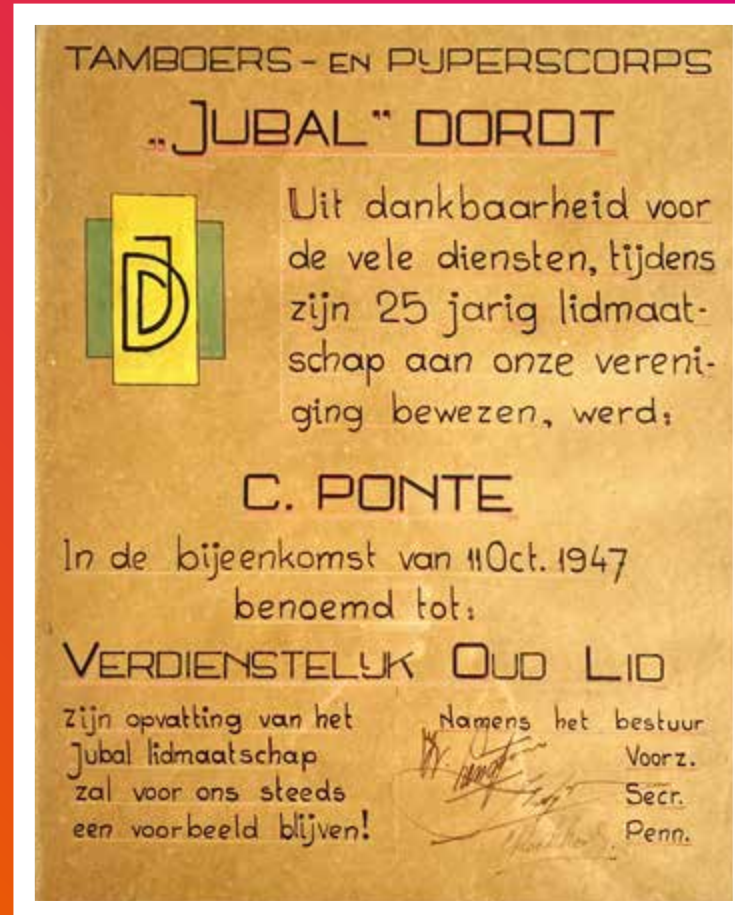 TAMBOERS - EN PIJPERSCORPS
„JUBAL" DORDT
JD
Uit dankbaarheid voor
de vele diensten, tijdens
zijn 25 jarig lidmaat-
schap aan onze vereni-
ging bewezen, werd:
C. PONTE
In de bijeenkomst van 11 Oct. 1947
benoemd tot:
VERDIENSTELIJK OUD LID
Zijn opvatting van het
Jubal lidmaatschap
zal voor ons steeds
een voorbeeld blijven!
Namens het bestuur
Voorz.
Secr.
Penn.